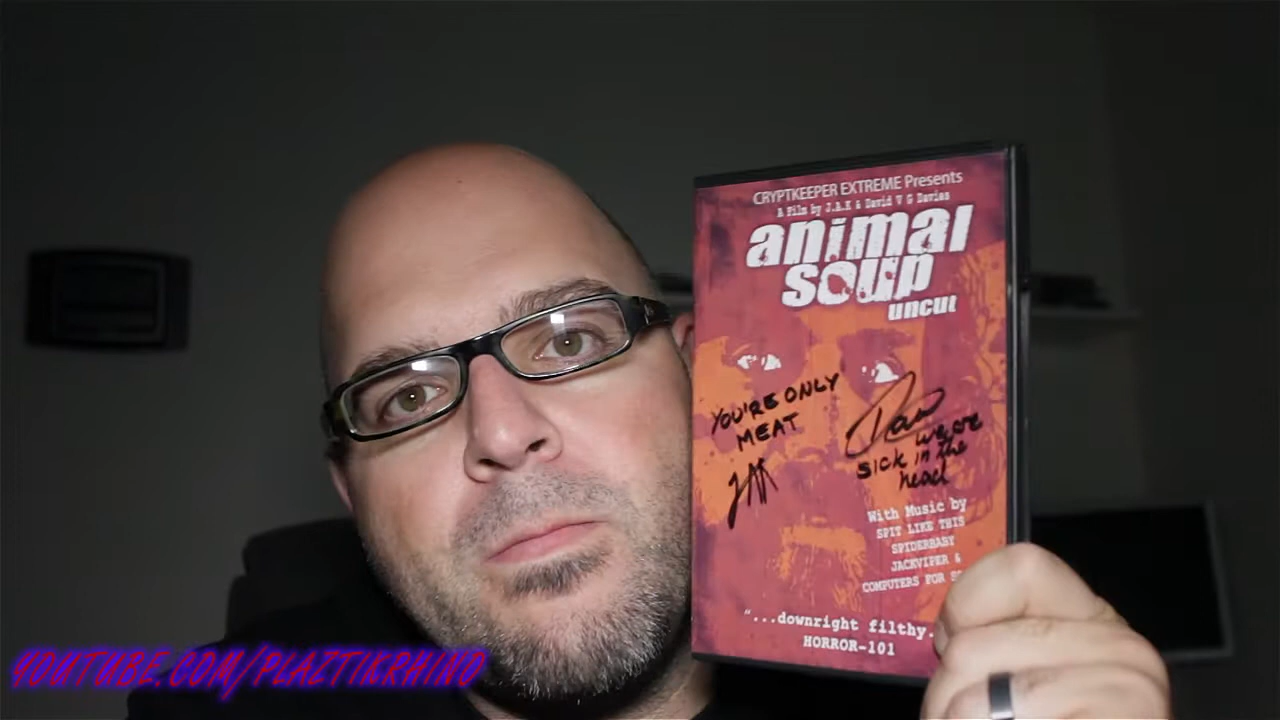 CRYPTKEEPER EXTREME Presents
A Film by J.A.K & David V G Davies
animal
soup
uncut
YOU'RE ONLY
MEAT
we are
sick in the
head
With Music by
SPIT LIKE THIS
SPIDERBABY
JACKVIPER &
COMPUTERS FOR
"...downright filthy.
HORROR-101
YOUTUBE.COM/PLAZTIKRHINO